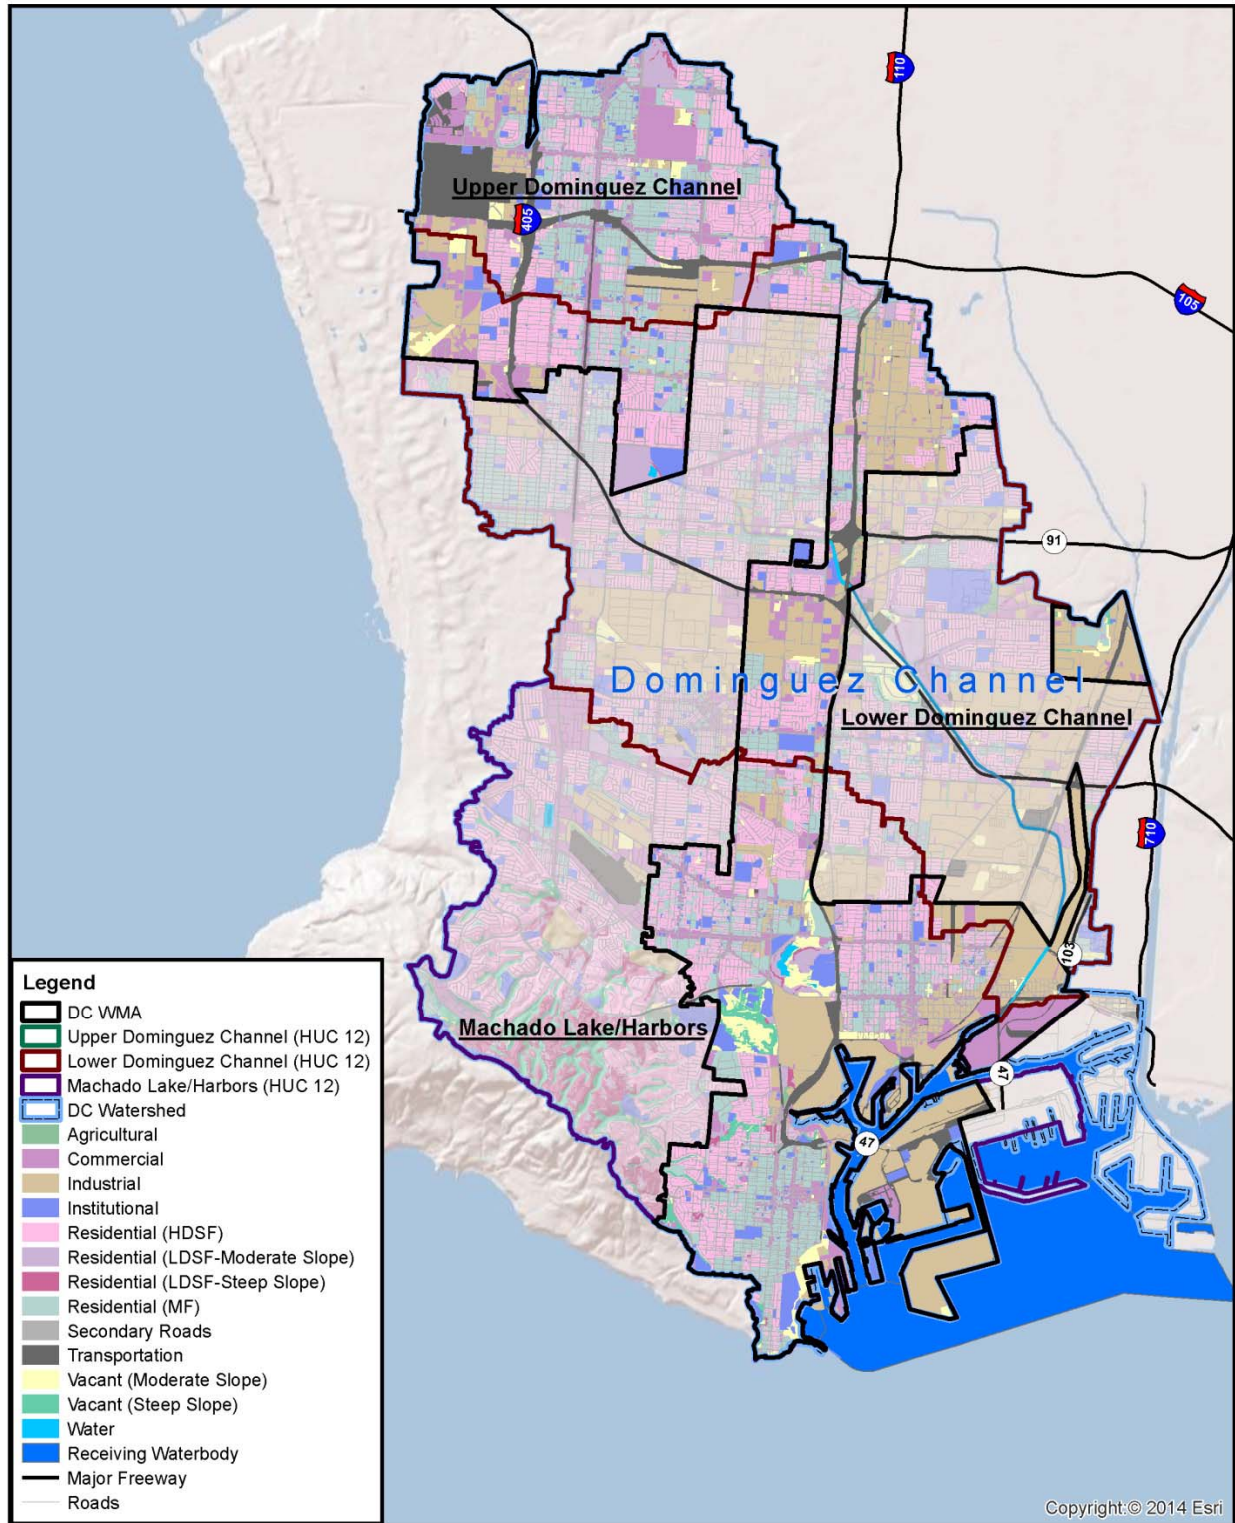 110
Upper Dominguez Channel
405
105
91
Dominguez Channel
Lower Dominguez Channel
710
103
Machado Lake/Harbors
47
47
Legend
DC WMA
Upper Dominguez Channel (HUC 12)
Lower Dominguez Channel (HUC 12)
Machado Lake/Harbors (HUC 12)
DC Watershed
Agricultural
Commercial
Industrial
Institutional
Residential (HDSF)
Residential (LDSF-Moderate Slope)
Residential (LDSF-Steep Slope)
Residential (MF)
Secondary Roads
Transportation
Vacant (Moderate Slope)
Vacant (Steep Slope)
Water
Receiving Waterbody
Major Freeway
Roads
Copyright:© 2014 Esri